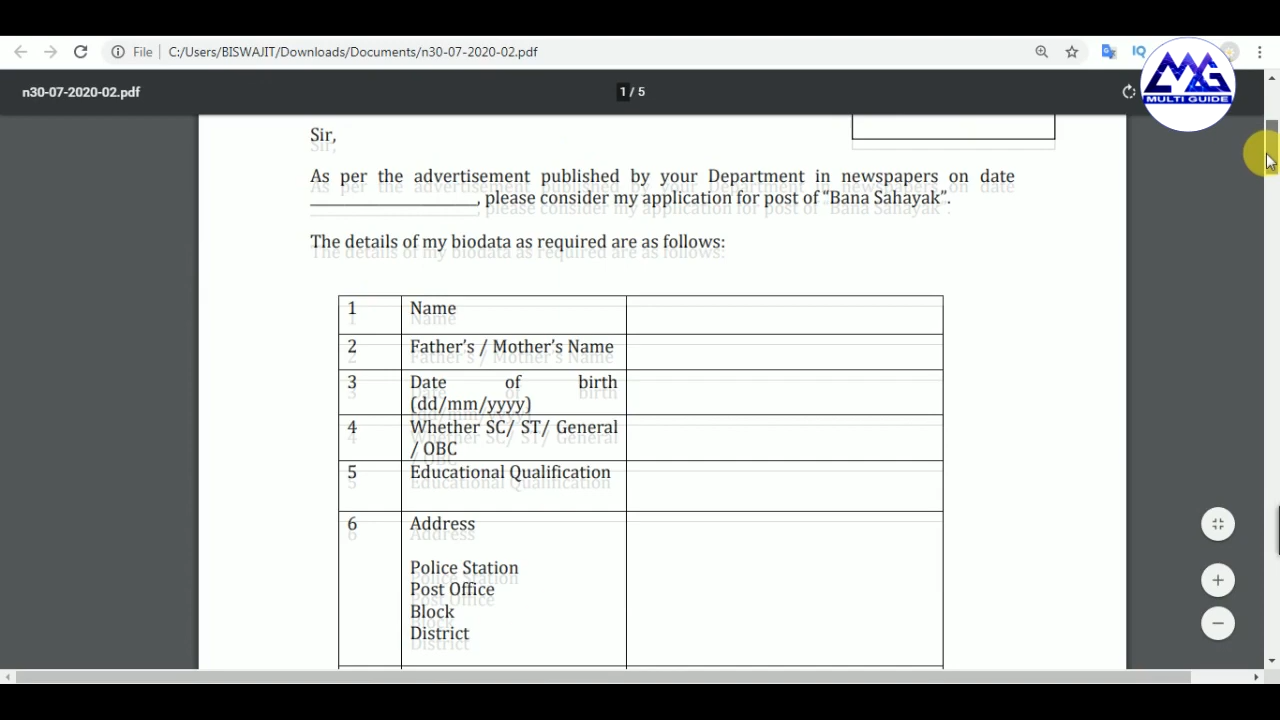 File
C:/Users/BISWAJIT/Downloads/Documents/n30-07-2020-02.pdf
IQ
n30-07-2020-02.pdf
1 / 5
MULTI GUIDE
Sir,
As per the advertisement published by your Department in newspapers on date
____________________, please consider my application for post of “Bana Sahayak”.
The details of my biodata as required are as follows:
1 Name
2 Father’s / Mother’s Name
3 Date of birth
(dd/mm/yyyy)
4 Whether SC/ ST/ General
/ OBC
5 Educational Qualification
6 Address
Police Station
Post Office
Block
District